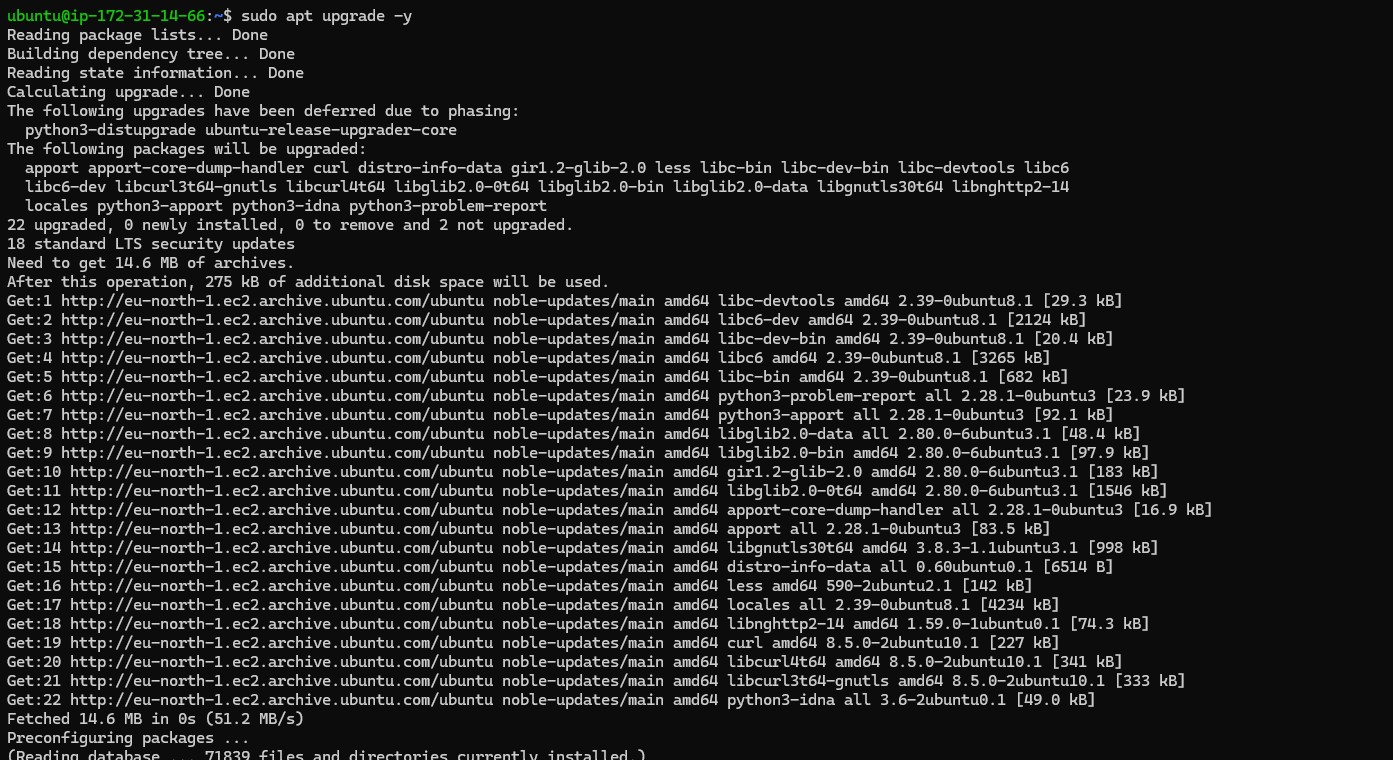 ubuntu@ip-172-31-14-66:~$ sudo apt upgrade -y
Reading package lists... Done
Building dependency tree... Done
Reading state information... Done
Calculating upgrade... Done
The following upgrades have been deferred due to phasing:
  python3-distupgrade ubuntu-release-upgrader-core
The following packages will be upgraded:
  apport apport-core-dump-handler curl distro-info-data gir1.2-glib-2.0 less libc-bin libc-dev-bin libc-devtools libc6
  libc6-dev libcurl3t64-gnutls libcurl4t64 libglib2.0-0t64 libglib2.0-bin libglib2.0-data libgnutls30t64 libnghttp2-14
  locales python3-apport python3-idna python3-problem-report
22 upgraded, 0 newly installed, 0 to remove and 2 not upgraded.
18 standard LTS security updates
Need to get 14.6 MB of archives.
After this operation, 275 kB of additional disk space will be used.
Get:1 http://eu-north-1.ec2.archive.ubuntu.com/ubuntu noble-updates/main amd64 libc-devtools amd64 2.39-0ubuntu8.1 [29.3 kB]
Get:2 http://eu-north-1.ec2.archive.ubuntu.com/ubuntu noble-updates/main amd64 libc6-dev amd64 2.39-0ubuntu8.1 [2124 kB]
Get:3 http://eu-north-1.ec2.archive.ubuntu.com/ubuntu noble-updates/main amd64 libc-dev-bin amd64 2.39-0ubuntu8.1 [20.4 kB]
Get:4 http://eu-north-1.ec2.archive.ubuntu.com/ubuntu noble-updates/main amd64 libc6 amd64 2.39-0ubuntu8.1 [3265 kB]
Get:5 http://eu-north-1.ec2.archive.ubuntu.com/ubuntu noble-updates/main amd64 libc-bin amd64 2.39-0ubuntu8.1 [682 kB]
Get:6 http://eu-north-1.ec2.archive.ubuntu.com/ubuntu noble-updates/main amd64 python3-problem-report all 2.28.1-0ubuntu3 [23.9 kB]
Get:7 http://eu-north-1.ec2.archive.ubuntu.com/ubuntu noble-updates/main amd64 python3-apport all 2.28.1-0ubuntu3 [92.1 kB]
Get:8 http://eu-north-1.ec2.archive.ubuntu.com/ubuntu noble-updates/main amd64 libglib2.0-data all 2.80.0-6ubuntu3.1 [48.4 kB]
Get:9 http://eu-north-1.ec2.archive.ubuntu.com/ubuntu noble-updates/main amd64 libglib2.0-bin amd64 2.80.0-6ubuntu3.1 [97.9 kB]
Get:10 http://eu-north-1.ec2.archive.ubuntu.com/ubuntu noble-updates/main amd64 gir1.2-glib-2.0 amd64 2.80.0-6ubuntu3.1 [183 kB]
Get:11 http://eu-north-1.ec2.archive.ubuntu.com/ubuntu noble-updates/main amd64 libglib2.0-0t64 amd64 2.80.0-6ubuntu3.1 [1546 kB]
Get:12 http://eu-north-1.ec2.archive.ubuntu.com/ubuntu noble-updates/main amd64 apport-core-dump-handler all 2.28.1-0ubuntu3 [16.9 kB]
Get:13 http://eu-north-1.ec2.archive.ubuntu.com/ubuntu noble-updates/main amd64 apport all 2.28.1-0ubuntu3 [83.5 kB]
Get:14 http://eu-north-1.ec2.archive.ubuntu.com/ubuntu noble-updates/main amd64 libgnutls30t64 amd64 3.8.3-1.1ubuntu3.1 [998 kB]
Get:15 http://eu-north-1.ec2.archive.ubuntu.com/ubuntu noble-updates/main amd64 distro-info-data all 0.60ubuntu0.1 [6514 B]
Get:16 http://eu-north-1.ec2.archive.ubuntu.com/ubuntu noble-updates/main amd64 less amd64 590-2ubuntu2.1 [142 kB]
Get:17 http://eu-north-1.ec2.archive.ubuntu.com/ubuntu noble-updates/main amd64 locales all 2.39-0ubuntu8.1 [4234 kB]
Get:18 http://eu-north-1.ec2.archive.ubuntu.com/ubuntu noble-updates/main amd64 libnghttp2-14 amd64 1.59.0-1ubuntu0.1 [74.3 kB]
Get:19 http://eu-north-1.ec2.archive.ubuntu.com/ubuntu noble-updates/main amd64 curl amd64 8.5.0-2ubuntu10.1 [227 kB]
Get:20 http://eu-north-1.ec2.archive.ubuntu.com/ubuntu noble-updates/main amd64 libcurl4t64 amd64 8.5.0-2ubuntu10.1 [341 kB]
Get:21 http://eu-north-1.ec2.archive.ubuntu.com/ubuntu noble-updates/main amd64 libcurl3t64-gnutls amd64 8.5.0-2ubuntu10.1 [333 kB]
Get:22 http://eu-north-1.ec2.archive.ubuntu.com/ubuntu noble-updates/main amd64 python3-idna all 3.6-2ubuntu0.1 [49.0 kB]
Fetched 14.6 MB in 0s (51.2 MB/s)
Preconfiguring packages ...
(Reading database ... 71839 files and directories currently installed.)